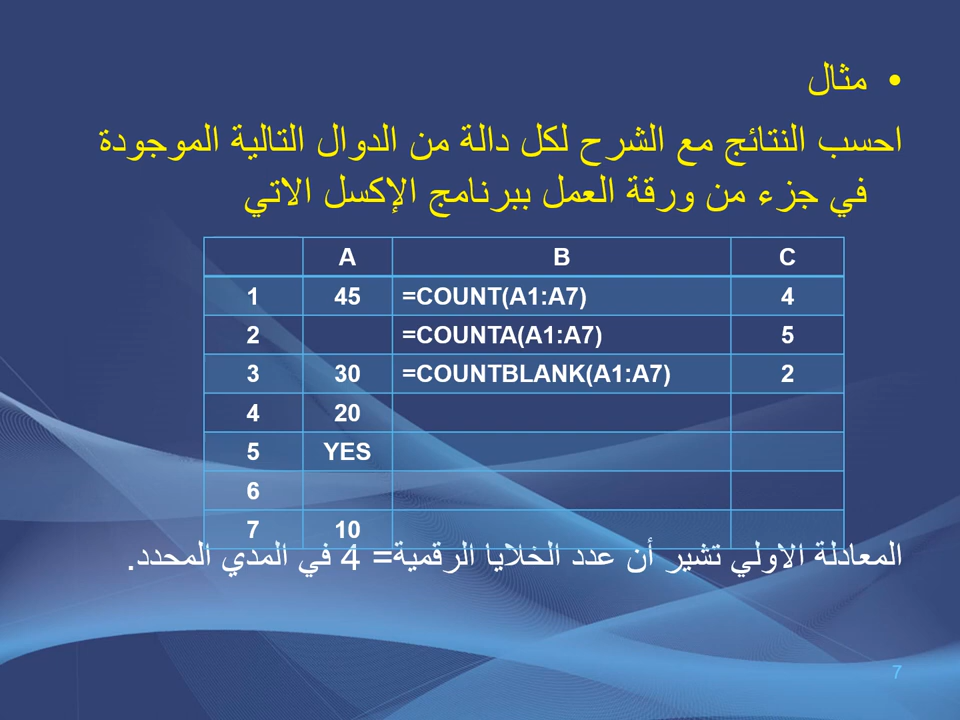 • مثال
احسب النتائج مع الشرح لكل دالة من الدوال التالية الموجودة
في جزء من ورقة العمل ببرنامج الإكسل الاتي
A B C
1 45 =COUNT(A1:A7) 4
2 =COUNTA(A1:A7) 5
3 30 =COUNTBLANK(A1:A7) 2
4 20
5 YES
6
7 10
المعادلة الاولي تشير أن عدد الخلايا الرقمية= 4 في المدي المحدد.
7